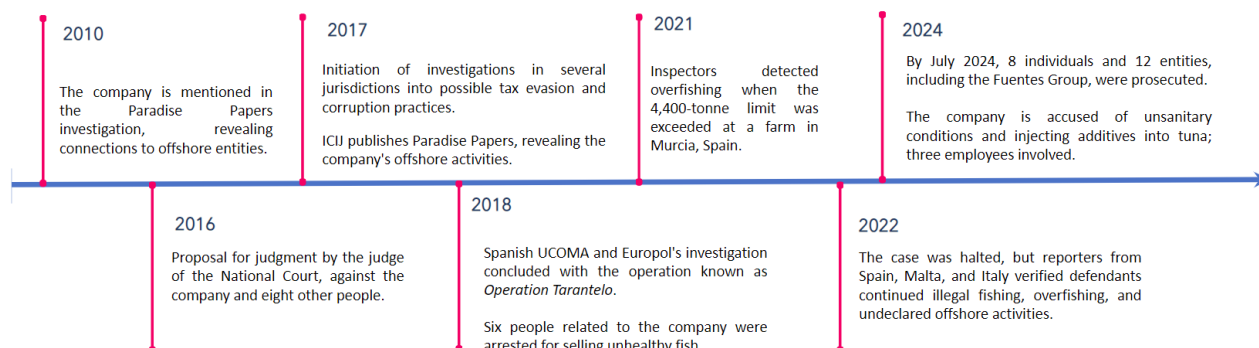 2010
The company is mentioned in
the Paradise Papers
investigation, revealing
connections to offshore entities.
2016
Proposal for judgment by the judge
of the National Court, against the
company and eight other people.
2017
Initiation of investigations in several
jurisdictions into possible tax evasion and
corruption practices.
ICIJ publishes Paradise Papers, revealing the
company's offshore activities.
2018
Spanish UCOMA and Europol's investigation
concluded with the operation known as
Operation Tarantelo.
Six people related to the company were
arrested for selling unhealthy fish
2021
Inspectors detected
overfishing when the
4,400-tonne limit was
exceeded at a farm in
Murcia, Spain.
2022
The case was halted, but reporters from
Spain, Malta, and Italy verified defendants
continued illegal fishing, overfishing, and
undeclared offshore activities.
2024
By July 2024, 8 individuals and 12 entities,
including the Fuentes Group, were prosecuted.
The company is accused of unsanitary
conditions and injecting additives into tuna;
three employees involved.